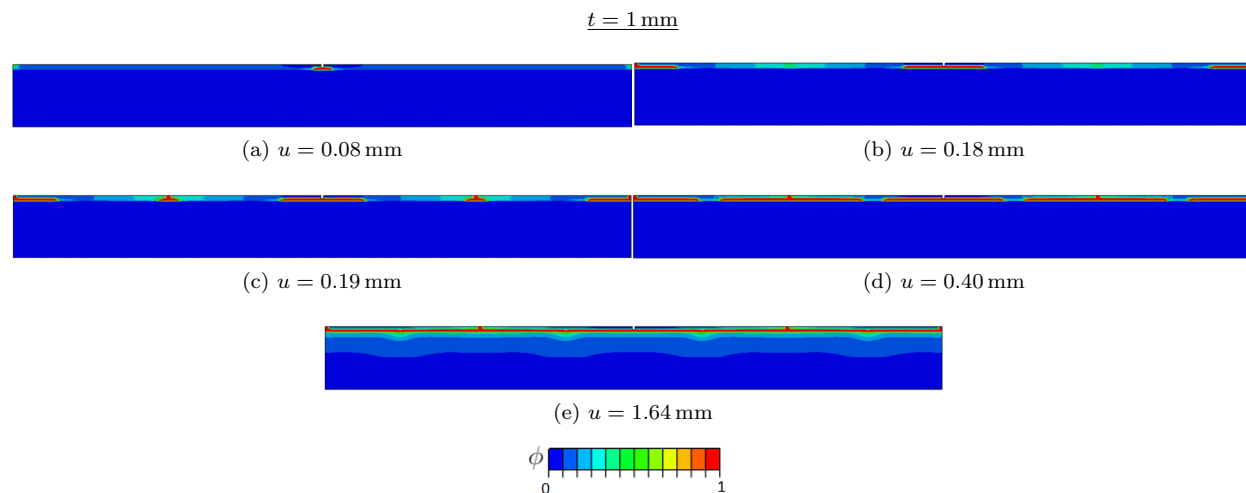 t = 1 mm
(a) u = 0.08 mm
(b) u = 0.18 mm
(c) u = 0.19 mm
(d) u = 0.40 mm
(e) u = 1.64 mm
ϕ
0 1